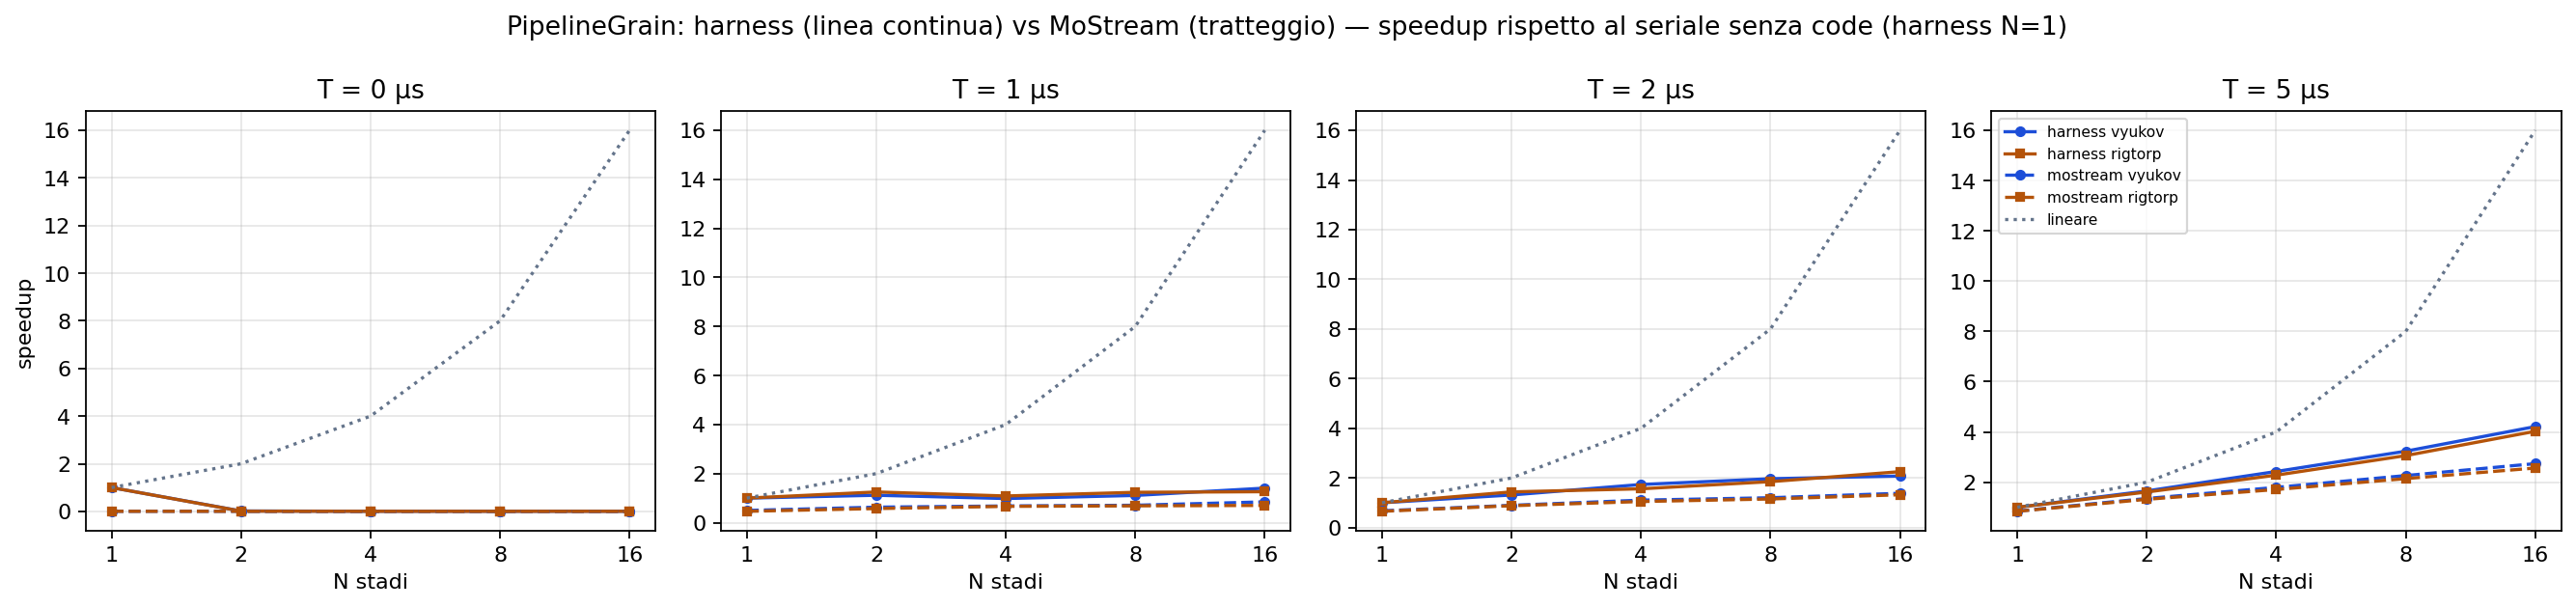 PipelineGrain: harness (linea continua) vs MoStream (tratteggio) — speedup rispetto al seriale senza code (harness N=1)
T = 0 µs
speedup
16
14
12
10
8
6
4
2
0
1 2 4 8 16
N stadi
T = 1 µs
16
14
12
10
8
6
4
2
0
1 2 4 8 16
N stadi
T = 2 µs
16
14
12
10
8
6
4
2
0
1 2 4 8 16
N stadi
T = 5 µs
16
14
12
10
8
6
4
2
harness vyukov
harness rigtorp
mostream vyukov
mostream rigtorp
lineare
1 2 4 8 16
N stadi